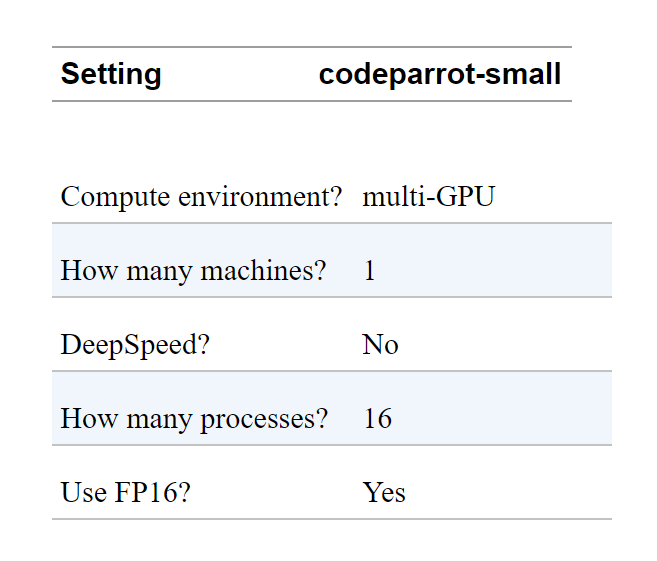 Setting codeparrot-small
Compute environment? multi-GPU
How many machines? 1
DeepSpeed? No
How many processes? 16
Use FP16? Yes